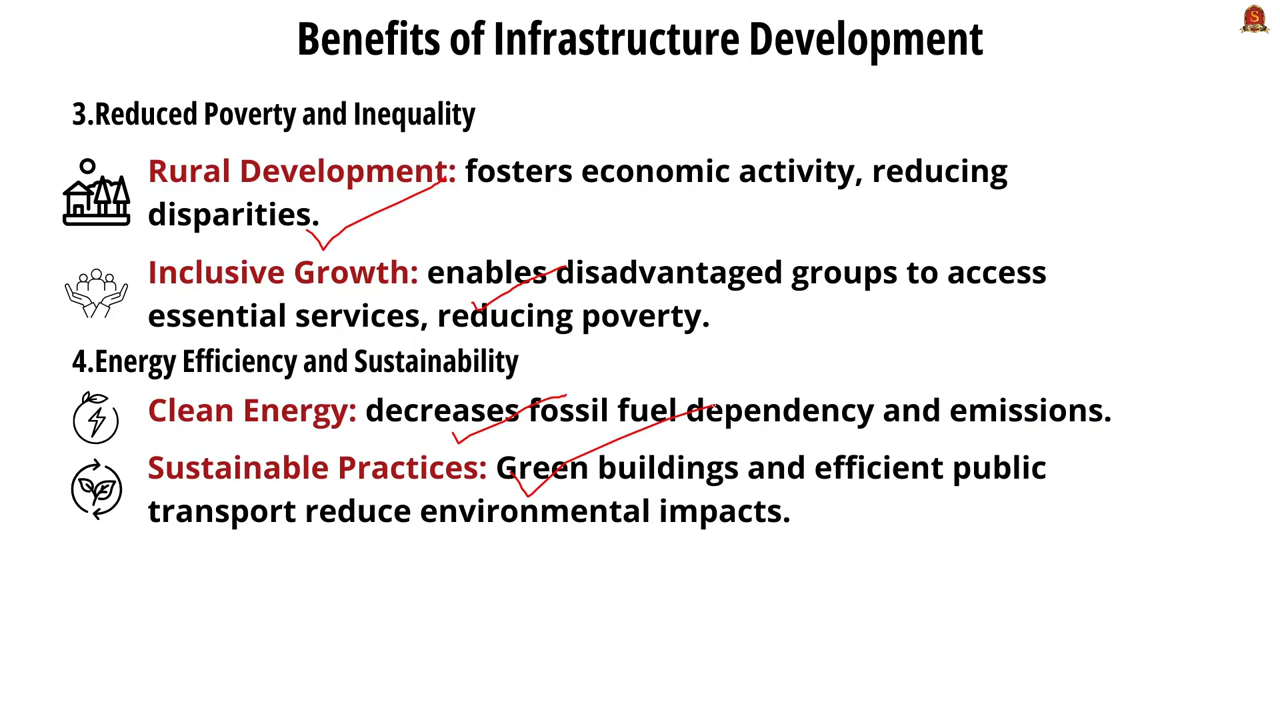 Benefits of Infrastructure Development
S
3.Reduced Poverty and Inequality
Rural Development: fosters economic activity, reducing
disparities.
Inclusive Growth: enables disadvantaged groups to access
essential services, reducing poverty.
4.Energy Efficiency and Sustainability
Clean Energy: decreases fossil fuel dependency and emissions.
Sustainable Practices: Green buildings and efficient public
transport reduce environmental impacts.